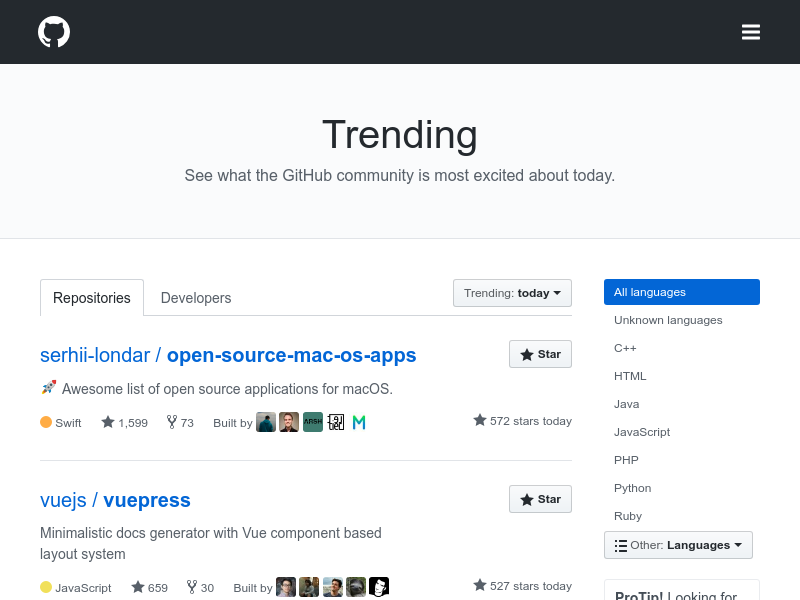 Trending
See what the GitHub community is most excited about today.
Repositories
Developers
Trending: today
serhii-londar / open-source-mac-os-apps
Star
Awesome list of open source applications for macOS.
Swift 1,599 73 Built by ARSH 572 stars today
vuejs / vuepress
Star
Minimalistic docs generator with Vue component based
layout system
JavaScript 659 30 Built by 527 stars today
All languages
Unknown languages
C++
HTML
Java
JavaScript
PHP
Python
Ruby
Other: Languages
ProTip! Looking for